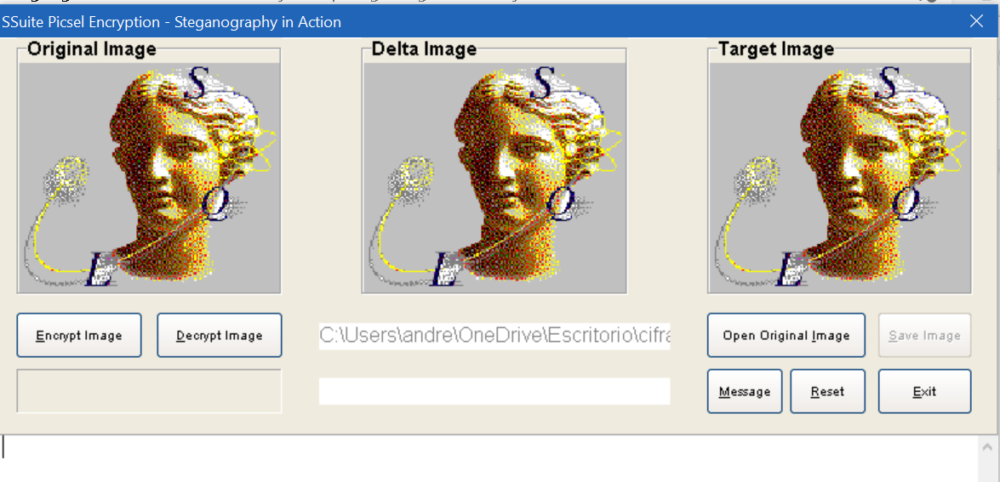 SSuite Picsel Encryption - Steganography in Action
Original Image
Delta Image
Target Image
S
Q
L
S
Q
L
S
Q
L
Encrypt Image
Decrypt Image
C:\Users\andre\OneDrive\Escritorio\cifra
Open Original Image
Save Image
Message
Reset
Exit